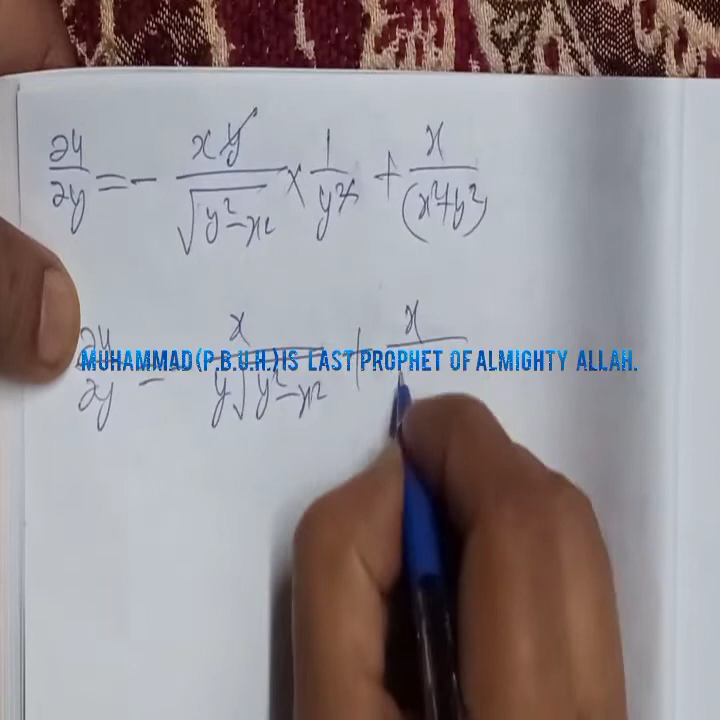 ∂u/∂y = - xy/√(y²-x²) × 1/y² + x/(x²+y²)
∂u/∂y = - x/(y√(y²-x²)) + x/
MUHAMMAD(P.B.U.H.)IS LAST PROPHET OF ALMIGHTY ALLAH.